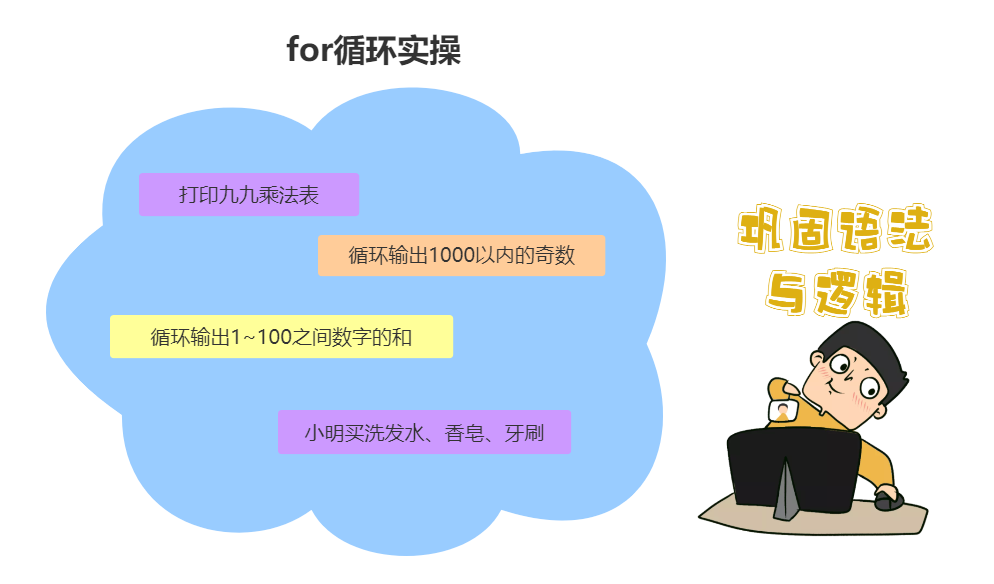 for循环实操
打印九九乘法表
循环输出1000以内的奇数
循环输出1~100之间数字的和
小明买洗发水、香皂、牙刷
巩固语法
与逻辑